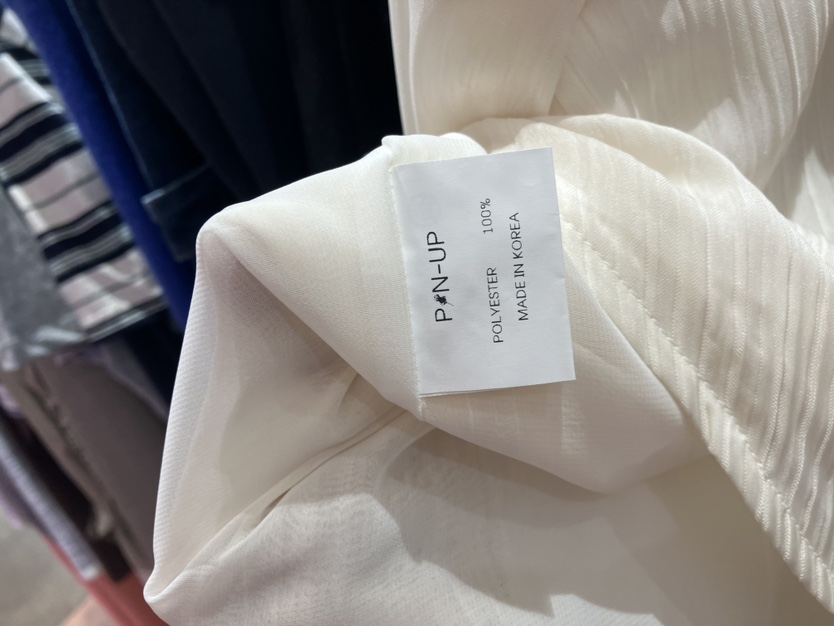 P N-UP
POLYESTER 100%
MADE IN KOREA